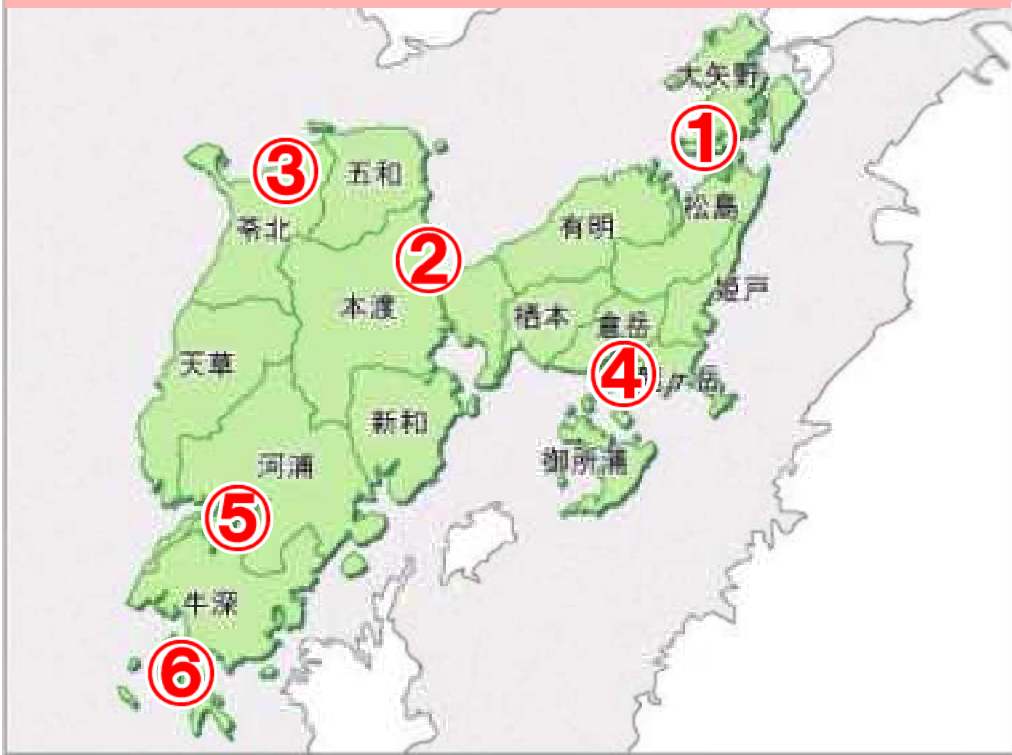 大矢野
①
③
五和
松島
有明
苓北
②
姫戸
本渡
栖本
倉岳
天草
④
新和
御所浦
河浦
⑤
牛深
⑥